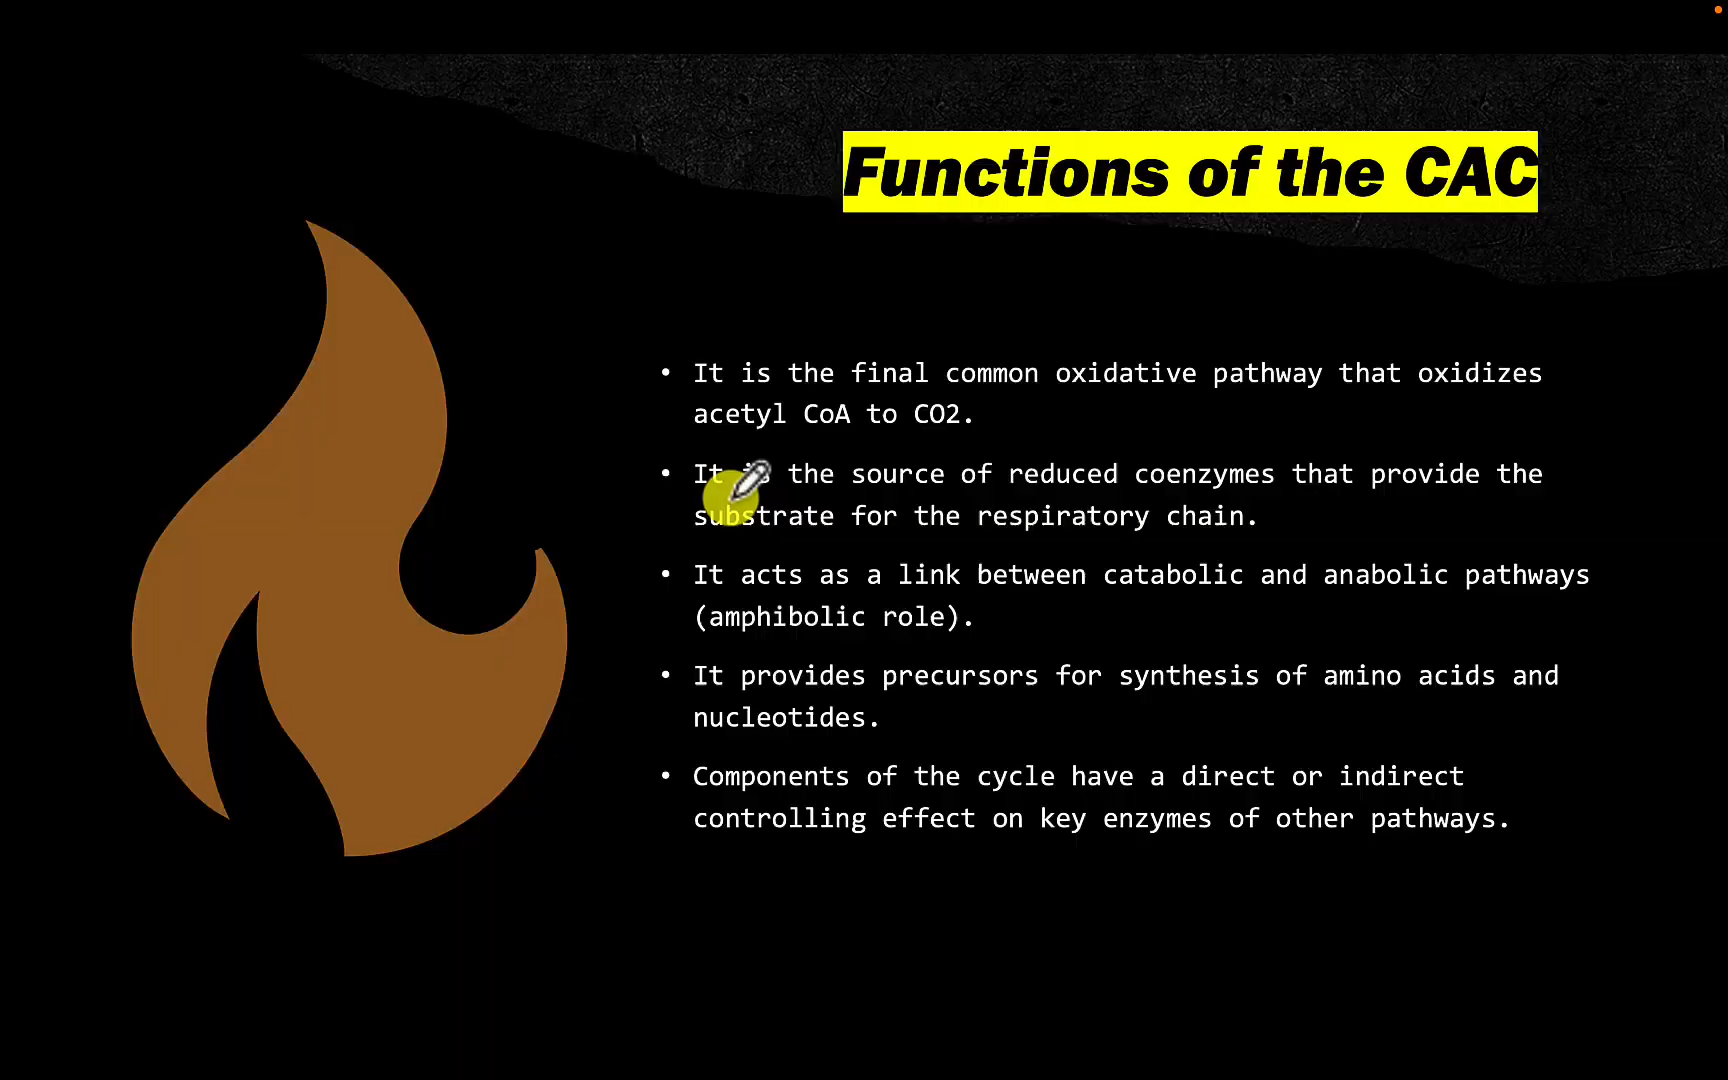 Functions of the CAC
• It is the final common oxidative pathway that oxidizes
acetyl CoA to CO2.
• It is the source of reduced coenzymes that provide the
substrate for the respiratory chain.
• It acts as a link between catabolic and anabolic pathways
(amphibolic role).
• It provides precursors for synthesis of amino acids and
nucleotides.
• Components of the cycle have a direct or indirect
controlling effect on key enzymes of other pathways.